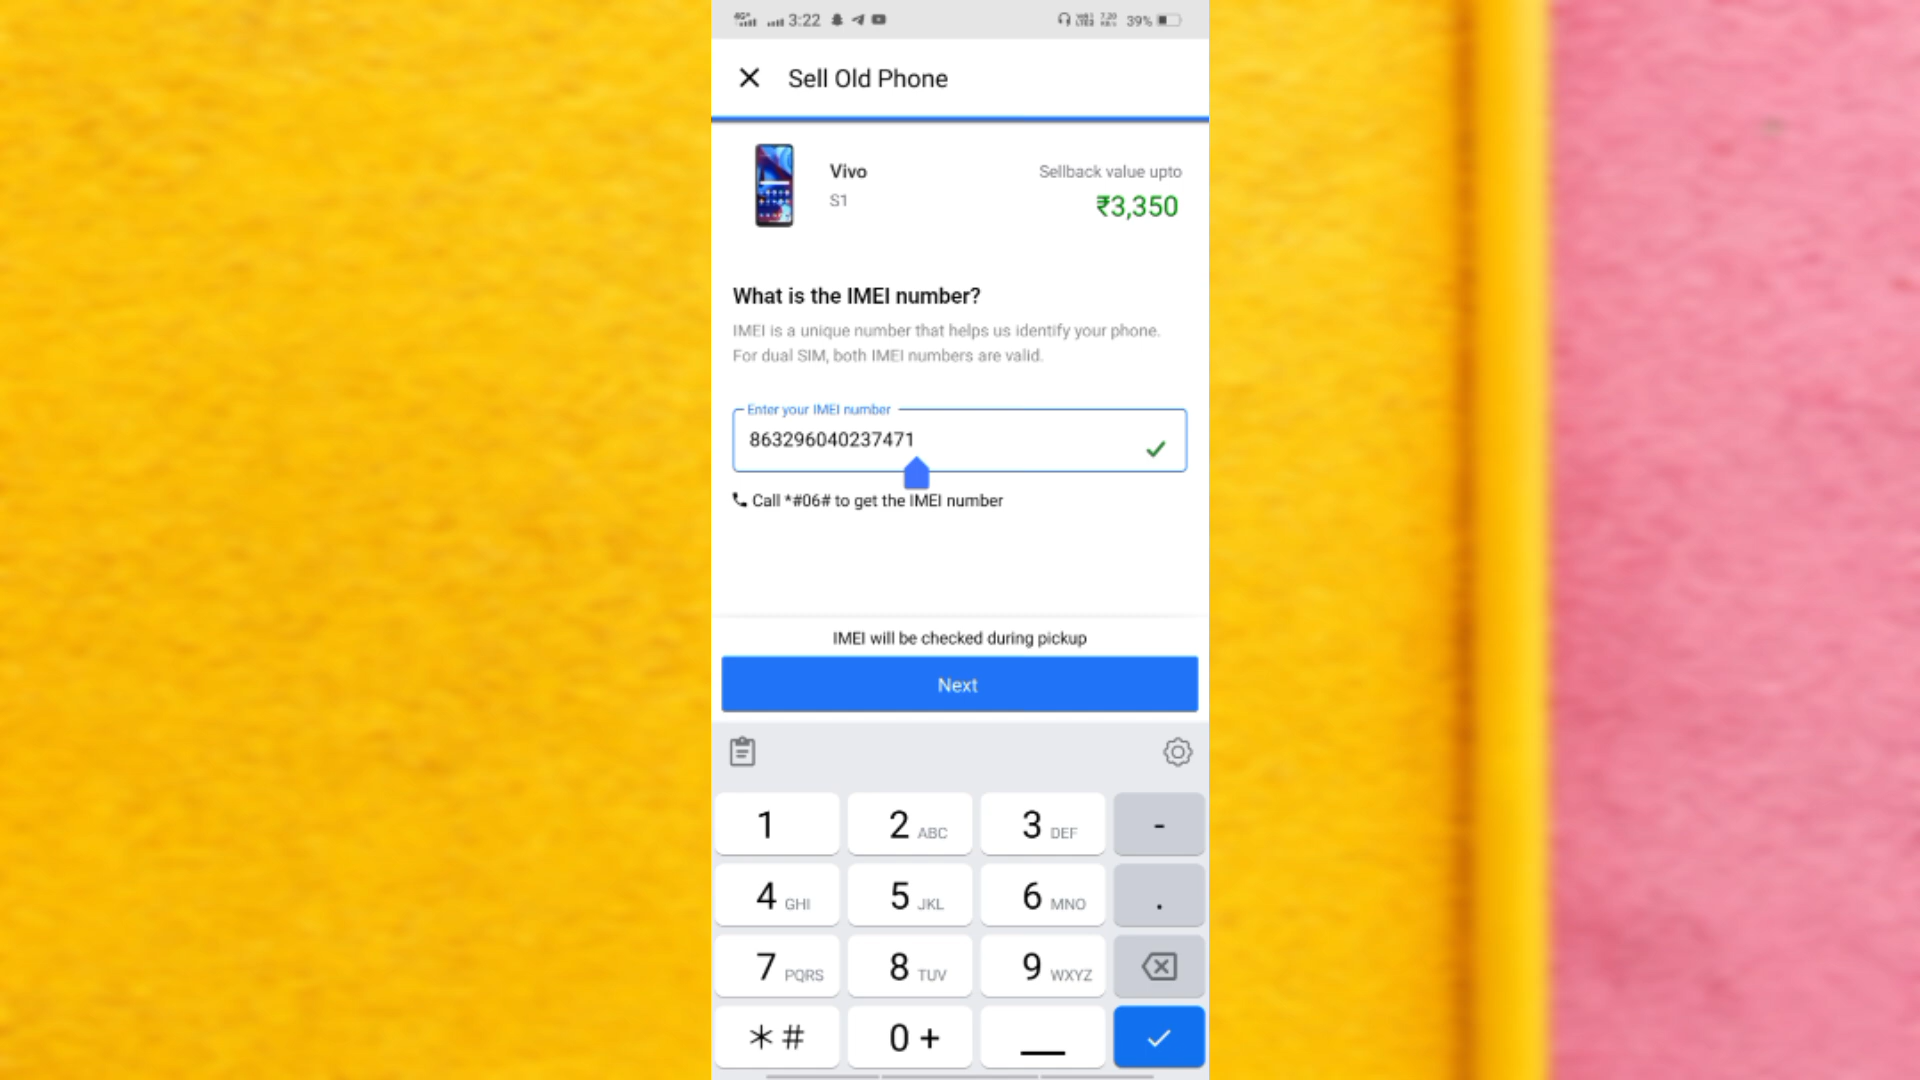 3:22 39%
Sell Old Phone
Vivo
S1
Sellback value upto
₹3,350
What is the IMEI number?
IMEI is a unique number that helps us identify your phone.
For dual SIM, both IMEI numbers are valid.
Enter your IMEI number
863296040237471
Call *#06# to get the IMEI number
IMEI will be checked during pickup
Next
1 2 ABC 3 DEF -
4 GHI 5 JKL 6 MNO .
7 PQRS 8 TUV 9 WXYZ
*# 0 +